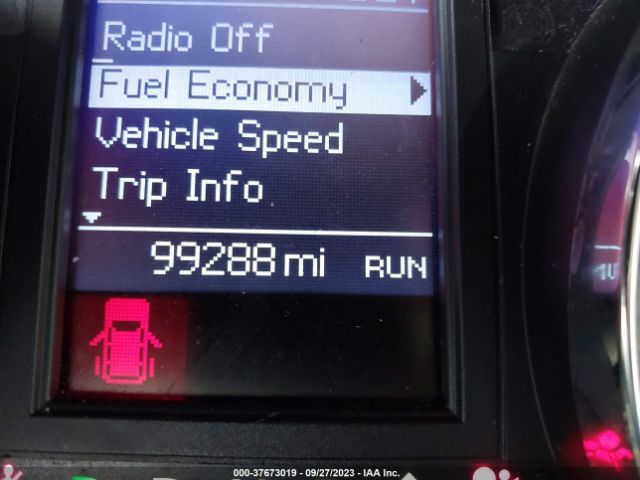 Radio Off
Fuel Economy
Vehicle Speed
Trip Info
99288 mi RUN
000-37673019 - 09/27/2023 - IAA Inc.